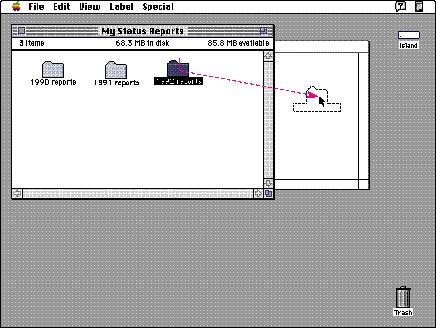 File Edit View Label Special
My Status Reports
3 items 68.3 MB in disk 85.8 MB available
Island
1990 reports 1991 reports reports
Trash